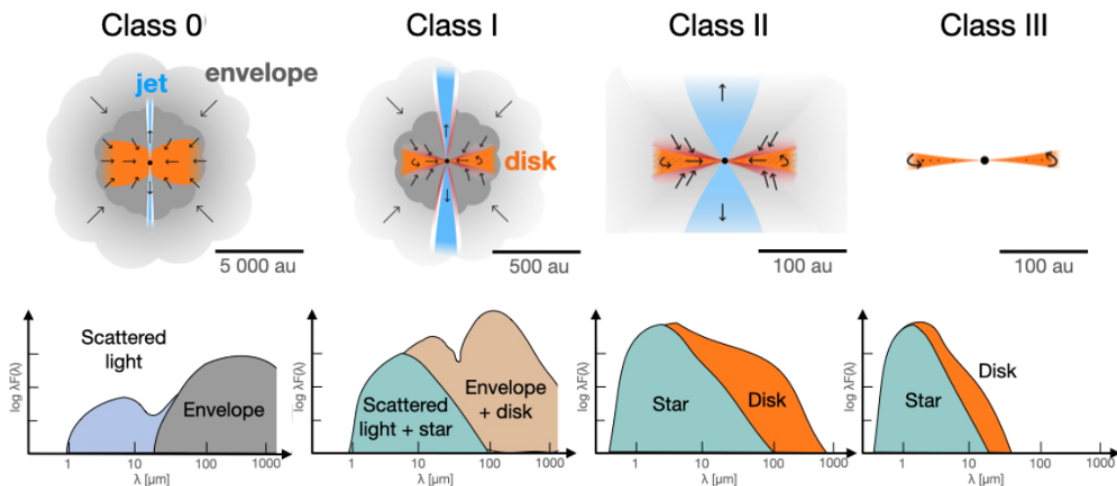 Class 0
Class I
Class II
Class III
jet
envelope
disk
5 000 au
500 au
100 au
100 au
log λF(λ)
Scattered
light
Envelope
1
10
100
1000
λ [μm]
log λF(λ)
Scattered
light + star
Envelope
+ disk
1
10
100
1000
λ [μm]
log λF(λ)
Star
Disk
1
10
100
1000
λ [μm]
log λF(λ)
Star
Disk
1
10
100
1000
λ [μm]